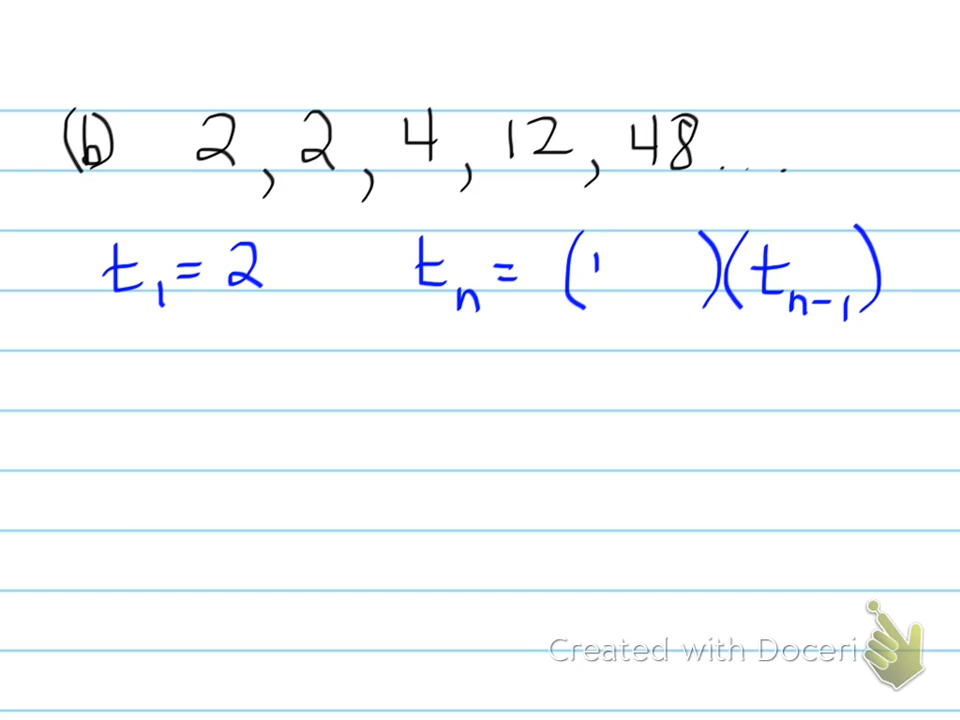 (b) 2, 2, 4, 12, 48...
t₁ = 2 tₙ = (1 )(tₙ₋₁)
Created with Doceri